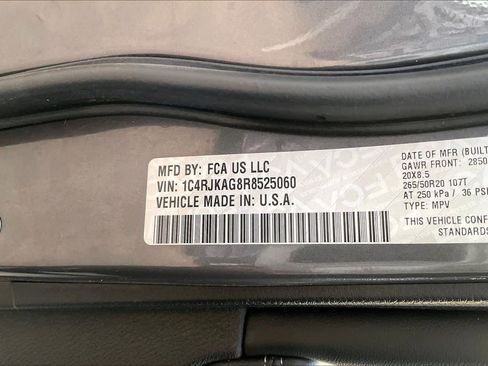 MFD BY: FCA US LLC
VIN: 1C4RJKAG8R8525060
VEHICLE MADE IN: U.S.A.
DATE OF MFR (BUILT
GAWR FRONT: 2850
20X8.5
265/50R20 107T
AT 250 kPa / 36 PSI
TYPE: MPV
THIS VEHICLE CONF
STANDARDS